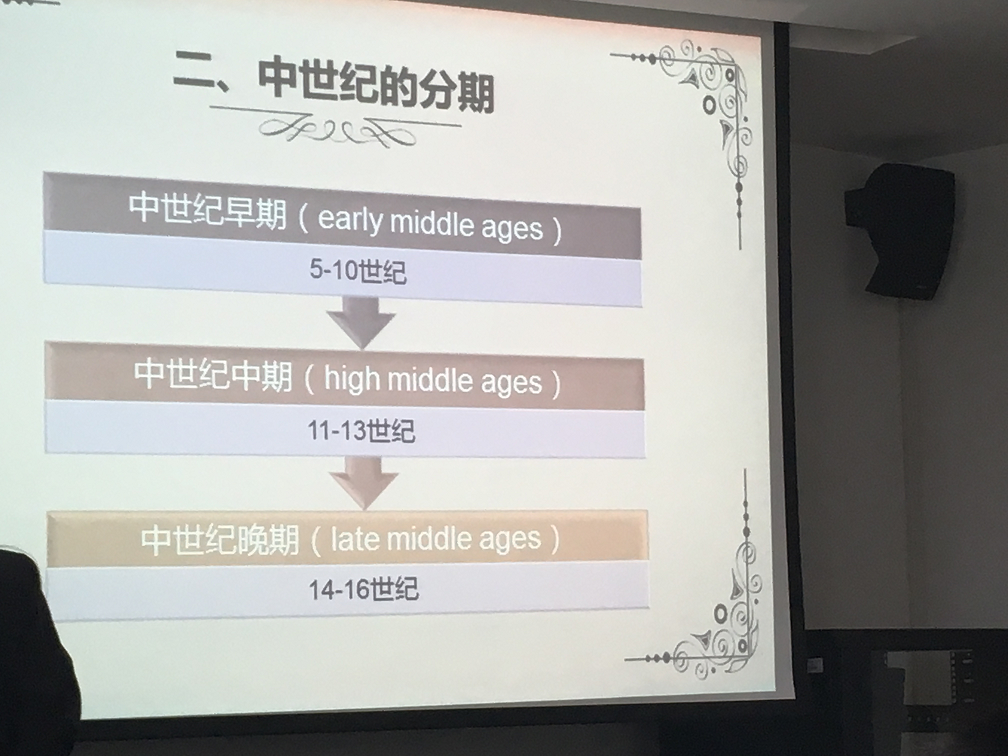 二、中世纪的分期
中世纪早期（early middle ages）
5-10世纪
中世纪中期（high middle ages）
11-13世纪
中世纪晚期（late middle ages）
14-16世纪